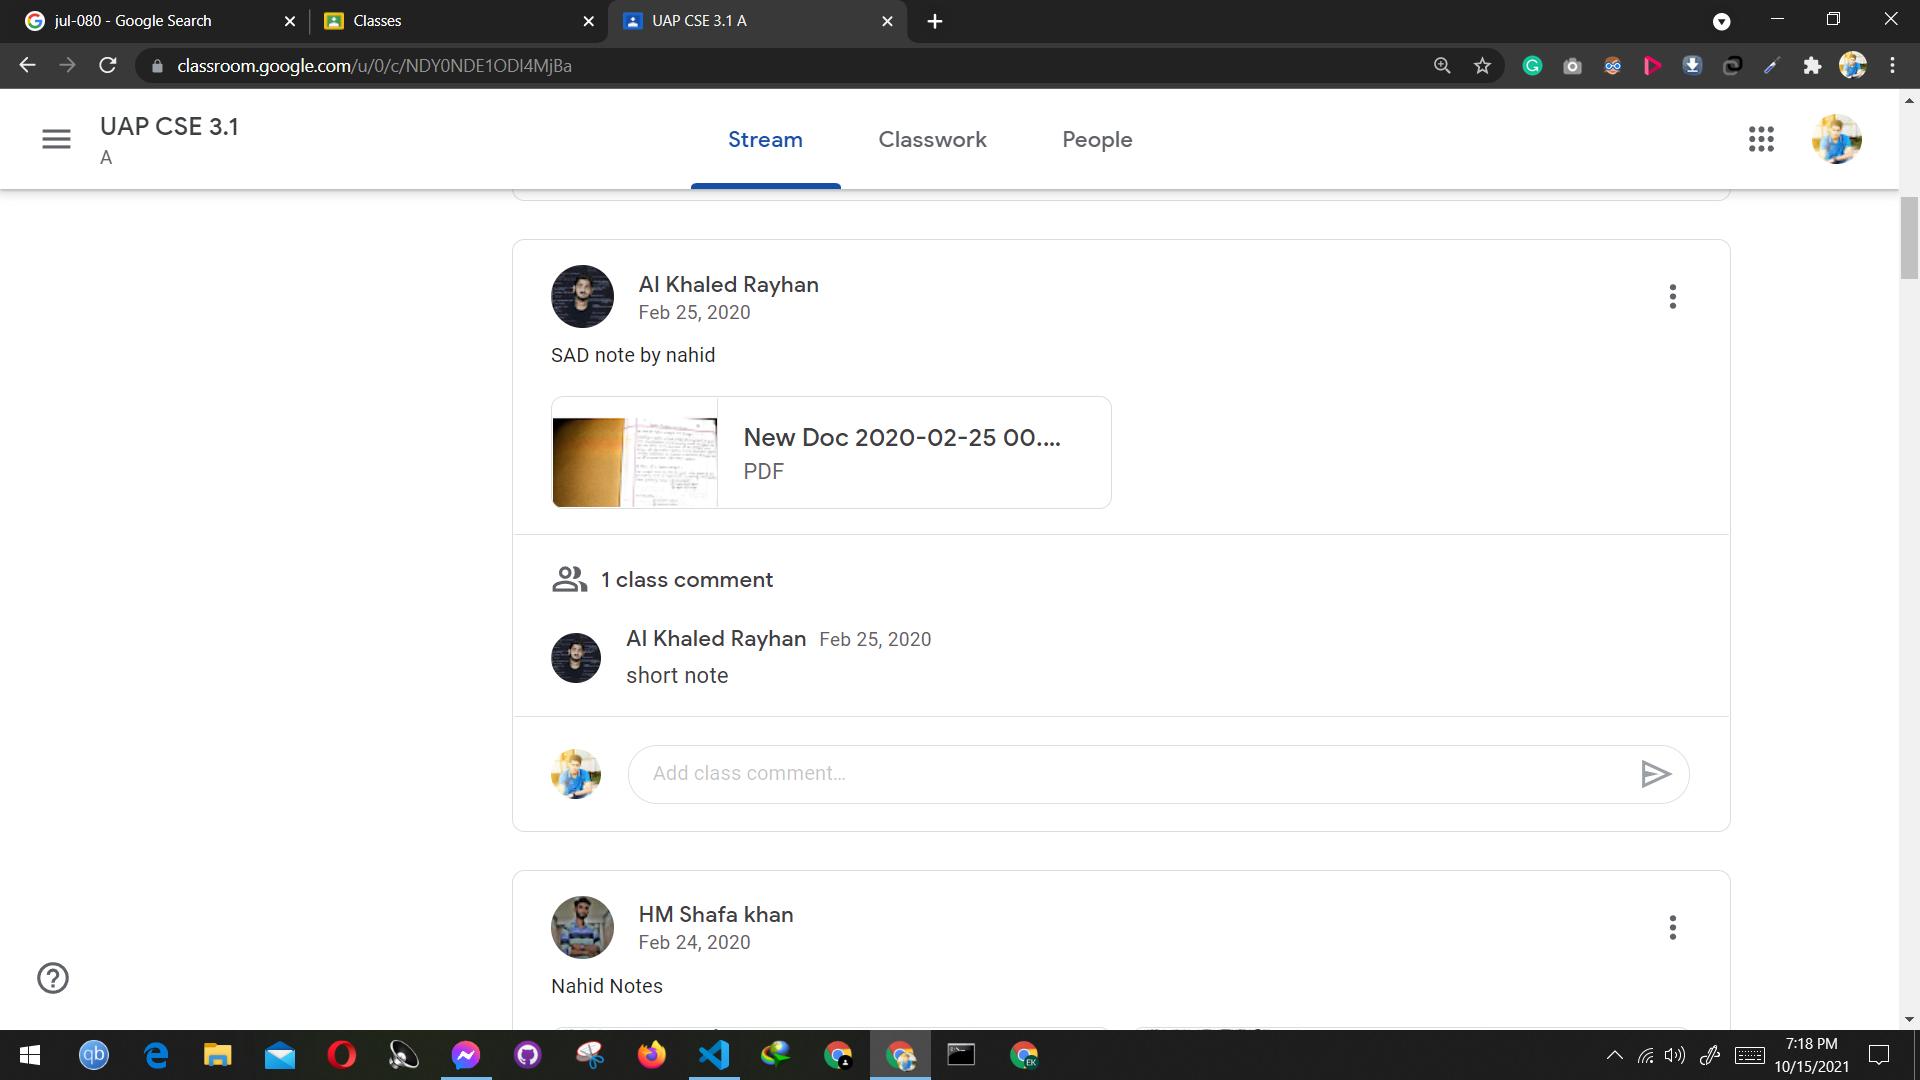 jul-080 - Google Search
Classes
UAP CSE 3.1 A
classroom.google.com/u/0/c/NDY0NDE1ODI4MjBa
UAP CSE 3.1
A
Stream
Classwork
People
Al Khaled Rayhan
Feb 25, 2020
SAD note by nahid
New Doc 2020-02-25 00....
PDF
1 class comment
Al Khaled Rayhan Feb 25, 2020
short note
Add class comment...
HM Shafa khan
Feb 24, 2020
Nahid Notes
qb
EK
7:18 PM
10/15/2021